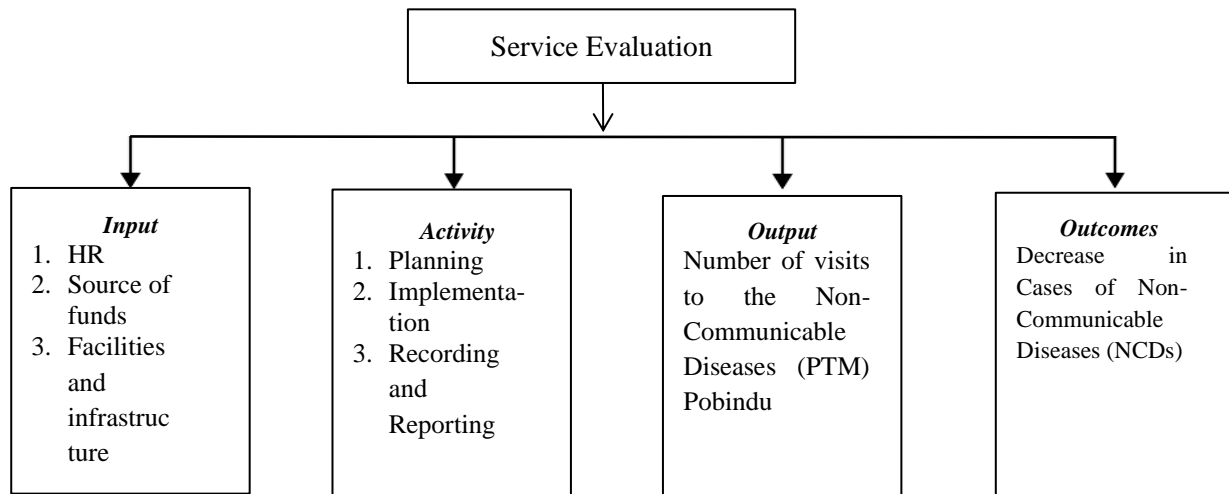 Service Evaluation
Input
1. HR
2. Source of
funds
3. Facilities
and
infrastruc
ture
Activity
1. Planning
2. Implementa-
tion
3. Recording
and
Reporting
Output
Number of visits
to the Non-
Communicable
Diseases (PTM)
Pobindu
Outcomes
Decrease in
Cases of Non-
Communicable
Diseases (NCDs)